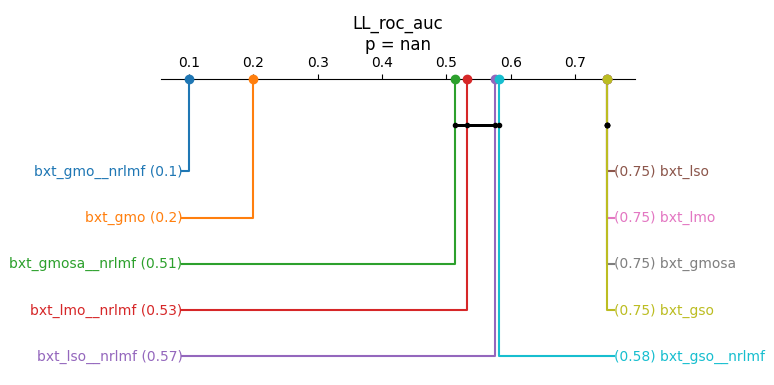 LL_roc_auc
p = nan
0.1 0.2 0.3 0.4 0.5 0.6 0.7
bxt_gmo__nrlmf (0.1)
(0.75) bxt_lso
bxt_gmo (0.2)
(0.75) bxt_lmo
bxt_gmosa__nrlmf (0.51)
(0.75) bxt_gmosa
bxt_lmo__nrlmf (0.53)
(0.75) bxt_gso
bxt_lso__nrlmf (0.57)
(0.58) bxt_gso__nrlmf